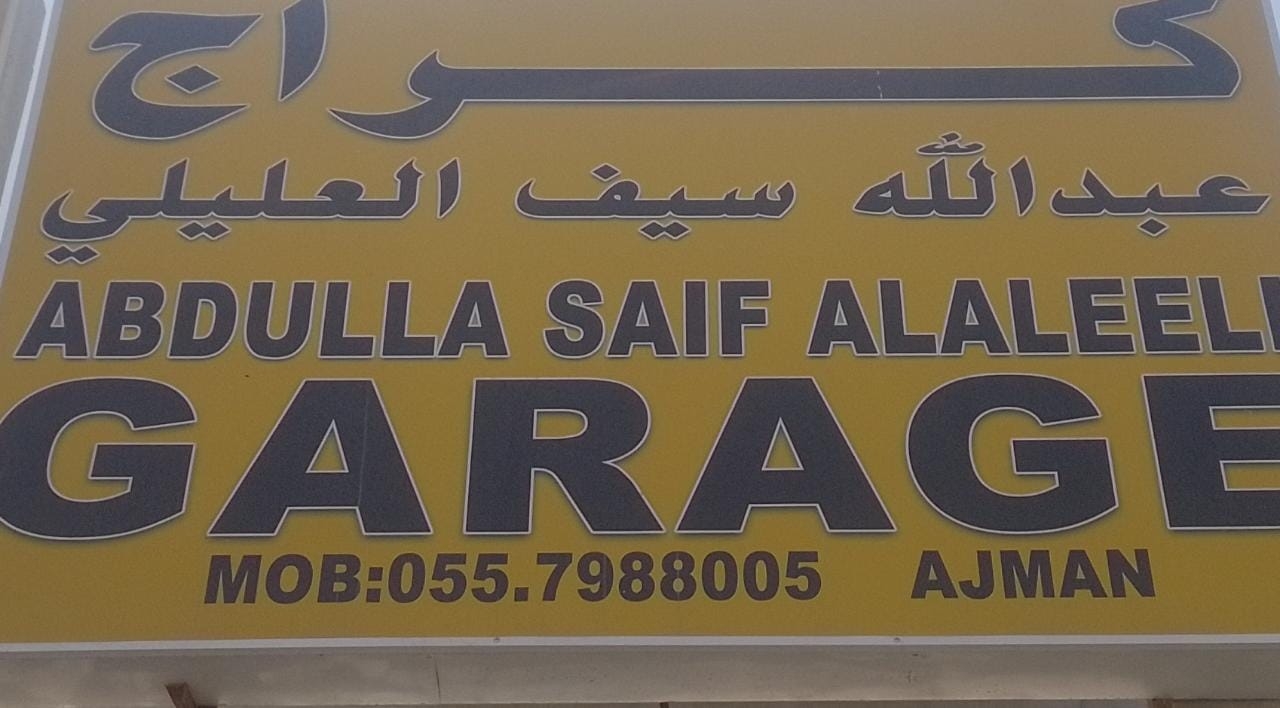 كراج
عبدالله سيف العليلي
ABDULLA SAIF ALALEELI
GARAGE
MOB:055.7988005 AJMAN